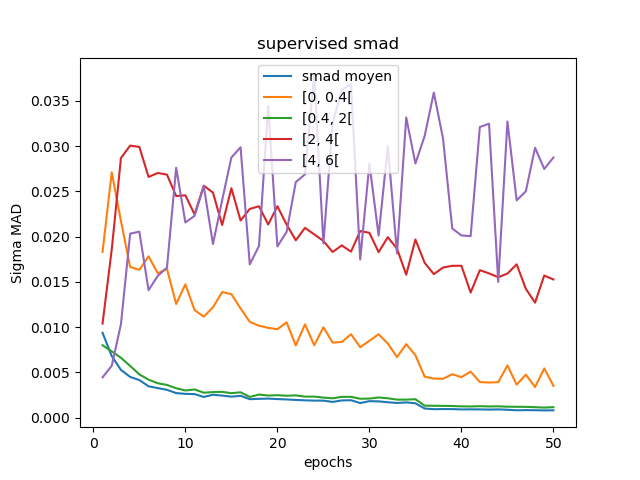 supervised smad
smad moyen
[0, 0.4[
[0.4, 2[
[2, 4[
[4, 6[
Sigma MAD
0.035
0.030
0.025
0.020
0.015
0.010
0.005
0.000
0 10 20 30 40 50
epochs